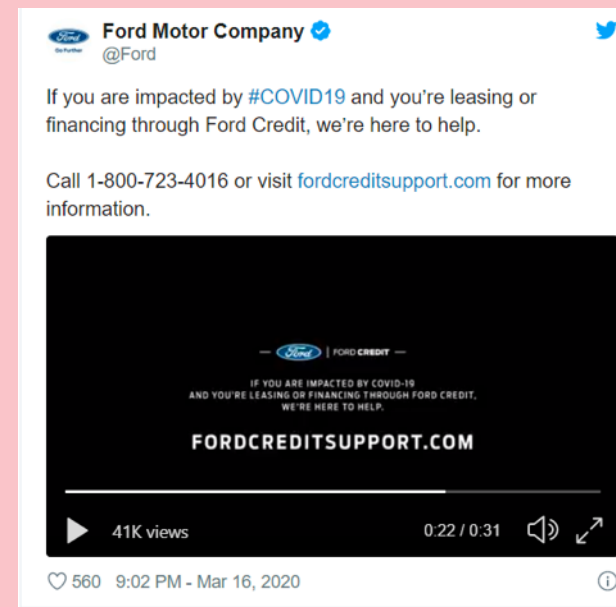 Ford Motor Company
@Ford
If you are impacted by #COVID19 and you're leasing or
financing through Ford Credit, we're here to help.
Call 1-800-723-4016 or visit fordcreditsupport.com for more
information.
Ford | FORD CREDIT
IF YOU ARE IMPACTED BY COVID-19
AND YOU'RE LEASING OR FINANCING THROUGH FORD CREDIT,
WE'RE HERE TO HELP.
FORDCREDITSUPPORT.COM
41K views 0:22 / 0:31
560 9:02 PM - Mar 16, 2020